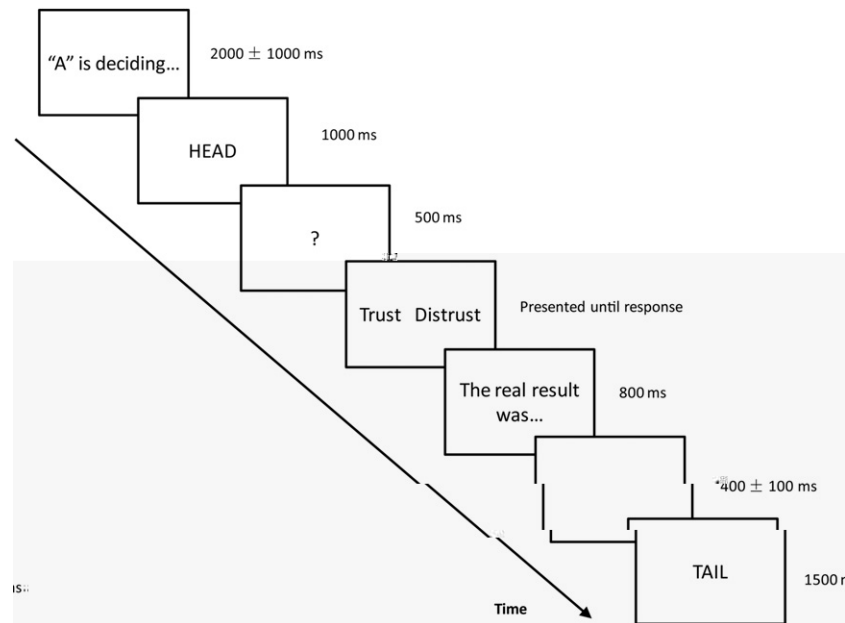 “A” is deciding...
2000 ± 1000 ms
HEAD
1000 ms
?
500 ms
Trust Distrust
Presented until response
The real result
was...
800 ms
400 ± 100 ms
TAIL
1500
Time